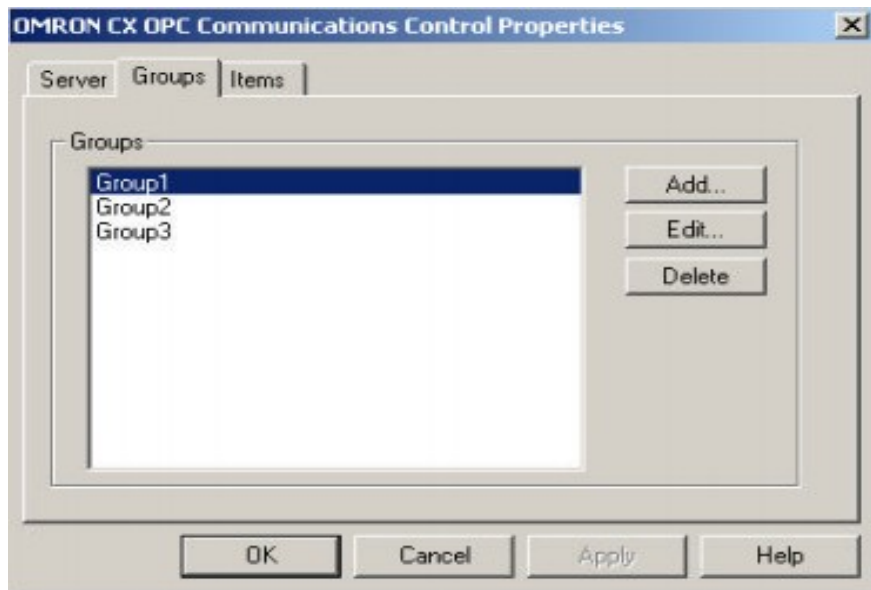 OMRON CX OPC Communications Control Properties
Server Groups Items
Groups
Group1
Group2
Group3
Add...
Edit...
Delete
OK Cancel Apply Help